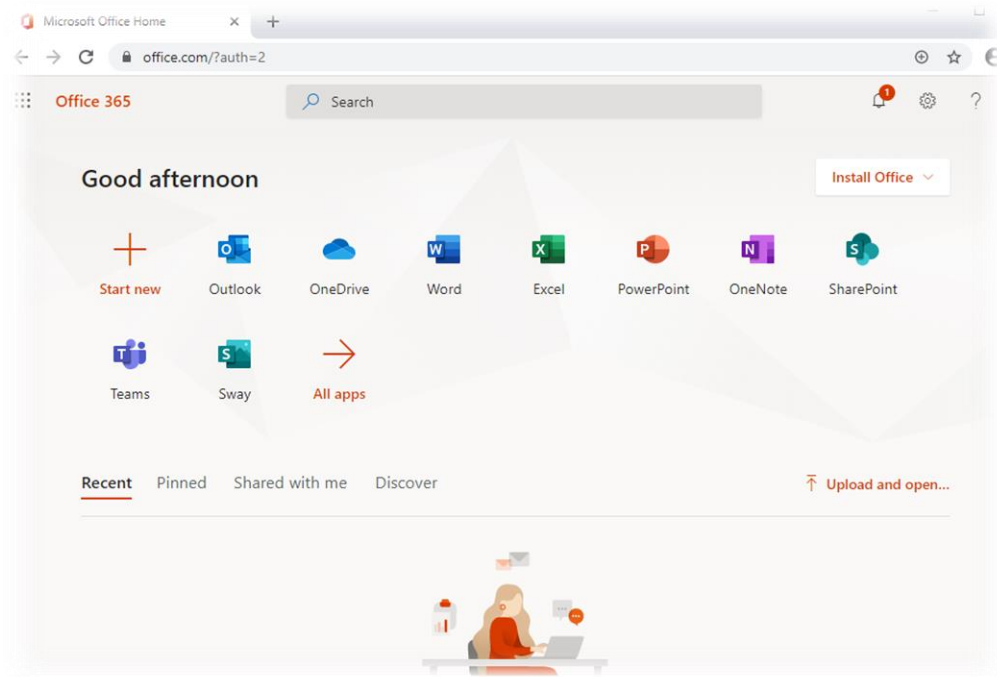 Microsoft Office Home
office.com/?auth=2
Office 365
Search
1
?
Good afternoon
Install Office
Start new
Outlook
OneDrive
Word
Excel
PowerPoint
OneNote
SharePoint
Teams
Sway
All apps
Recent
Pinned
Shared with me
Discover
Upload and open...